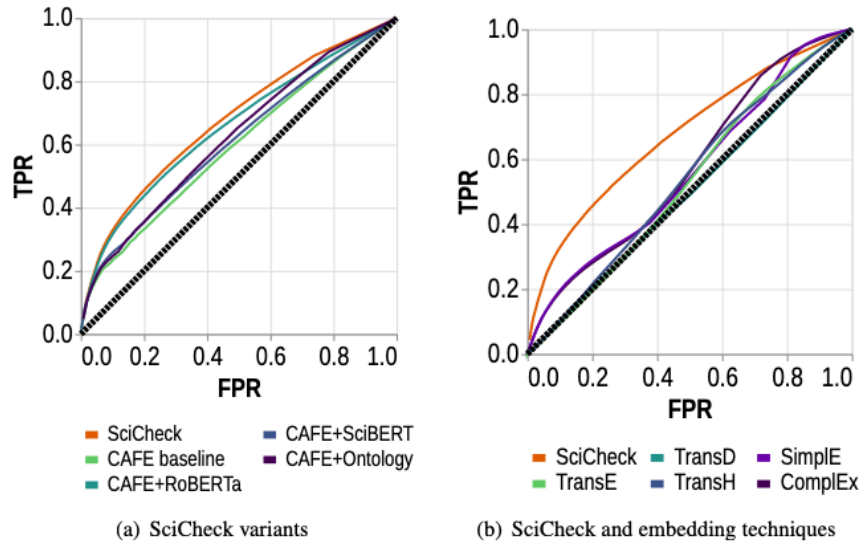 1.0
0.8
0.6
0.4
0.2
0.0
TPR
0.0 0.2 0.4 0.6 0.8 1.0
FPR
SciCheck CAFE+SciBERT
CAFE baseline CAFE+Ontology
CAFE+RoBERTa
(a) SciCheck variants
1.0
0.8
0.6
0.4
0.2
0.0
TPR
0.0 0.2 0.4 0.6 0.8 1.0
FPR
SciCheck TransD SimplE
TransE TransH ComplEx
(b) SciCheck and embedding techniques